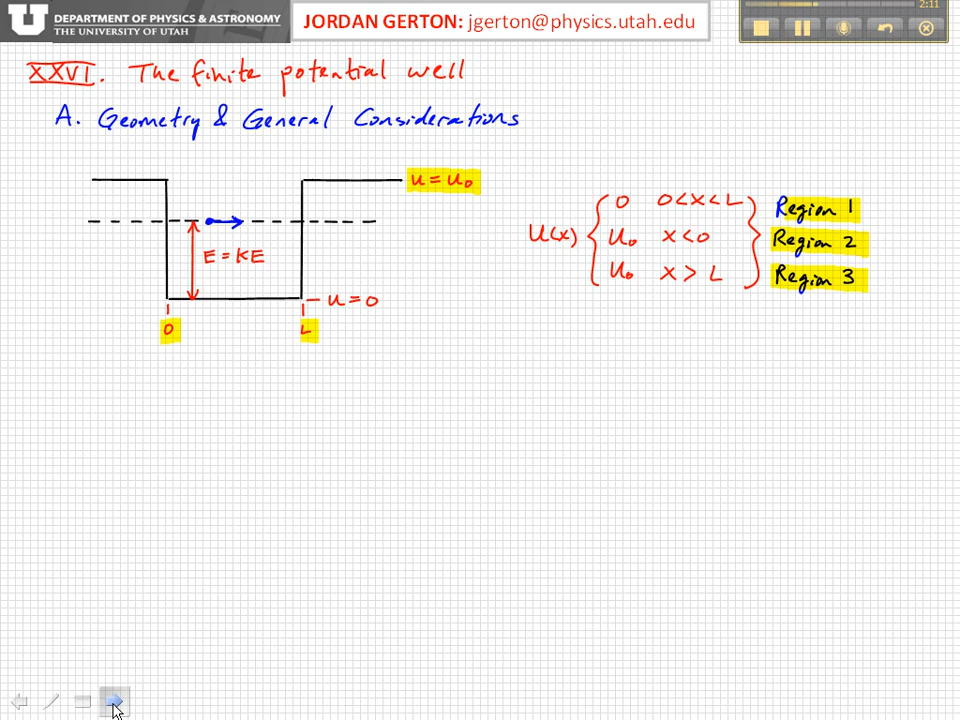 DEPARTMENT OF PHYSICS & ASTRONOMY
THE UNIVERSITY OF UTAH
JORDAN GERTON: jgerton@physics.utah.edu
2:11
XXVI. The finite potential well
A. Geometry & General Considerations
U = U₀
E = KE
U = 0
0
L
U(x) { 0 0<x<L } Region 1
U₀ x<0 Region 2
U₀ x > L Region 3